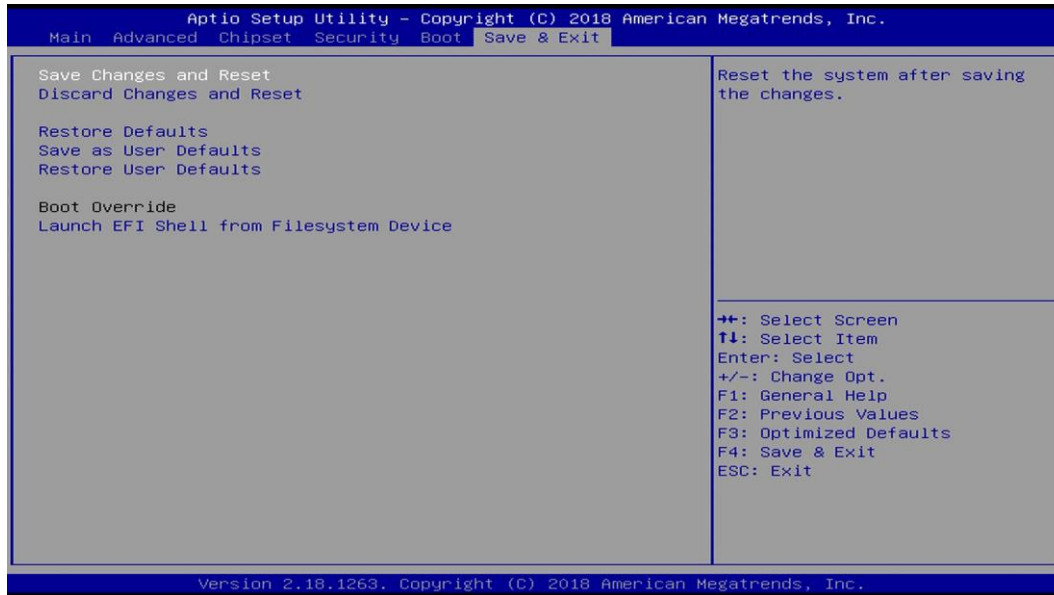 Aptio Setup Utility – Copyright (C) 2018 American Megatrends, Inc.
Main Advanced Chipset Security Boot Save & Exit
Save Changes and Reset
Discard Changes and Reset
Restore Defaults
Save as User Defaults
Restore User Defaults
Boot Override
Launch EFI Shell from Filesystem Device
Reset the system after saving
the changes.
→←: Select Screen
↑↓: Select Item
Enter: Select
+/-: Change Opt.
F1: General Help
F2: Previous Values
F3: Optimized Defaults
F4: Save & Exit
ESC: Exit
Version 2.18.1263. Copyright (C) 2018 American Megatrends, Inc.